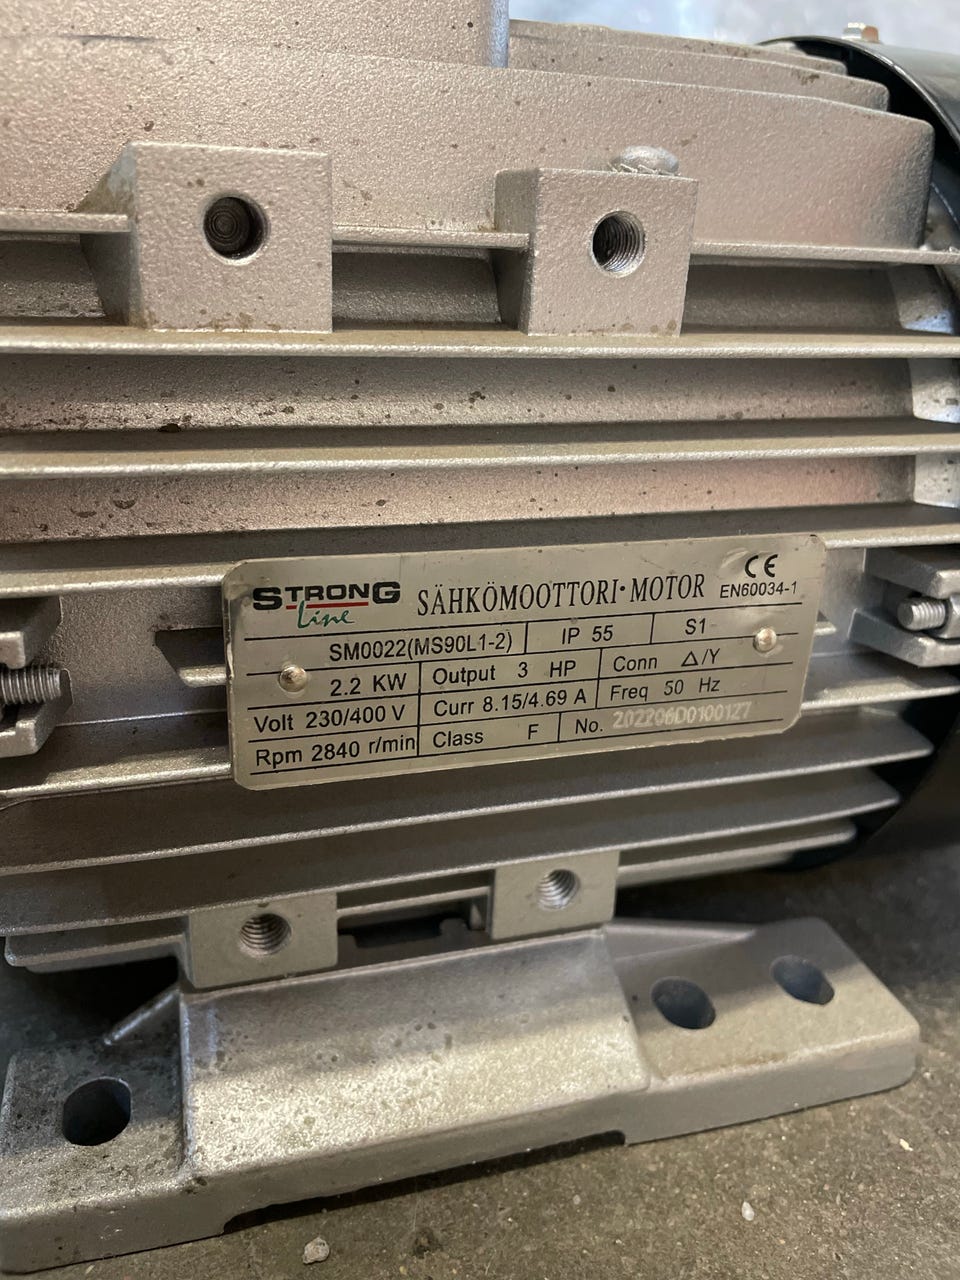 STRONG Line SÄHKÖMOOTTORI·MOTOR CE EN60034-1
SM0022(MS90L1-2) IP 55 S1
2.2 KW Output 3 HP Conn Δ/Y
Volt 230/400 V Curr 8.15/4.69 A Freq 50 Hz
Rpm 2840 r/min Class F No. 202206D0100127